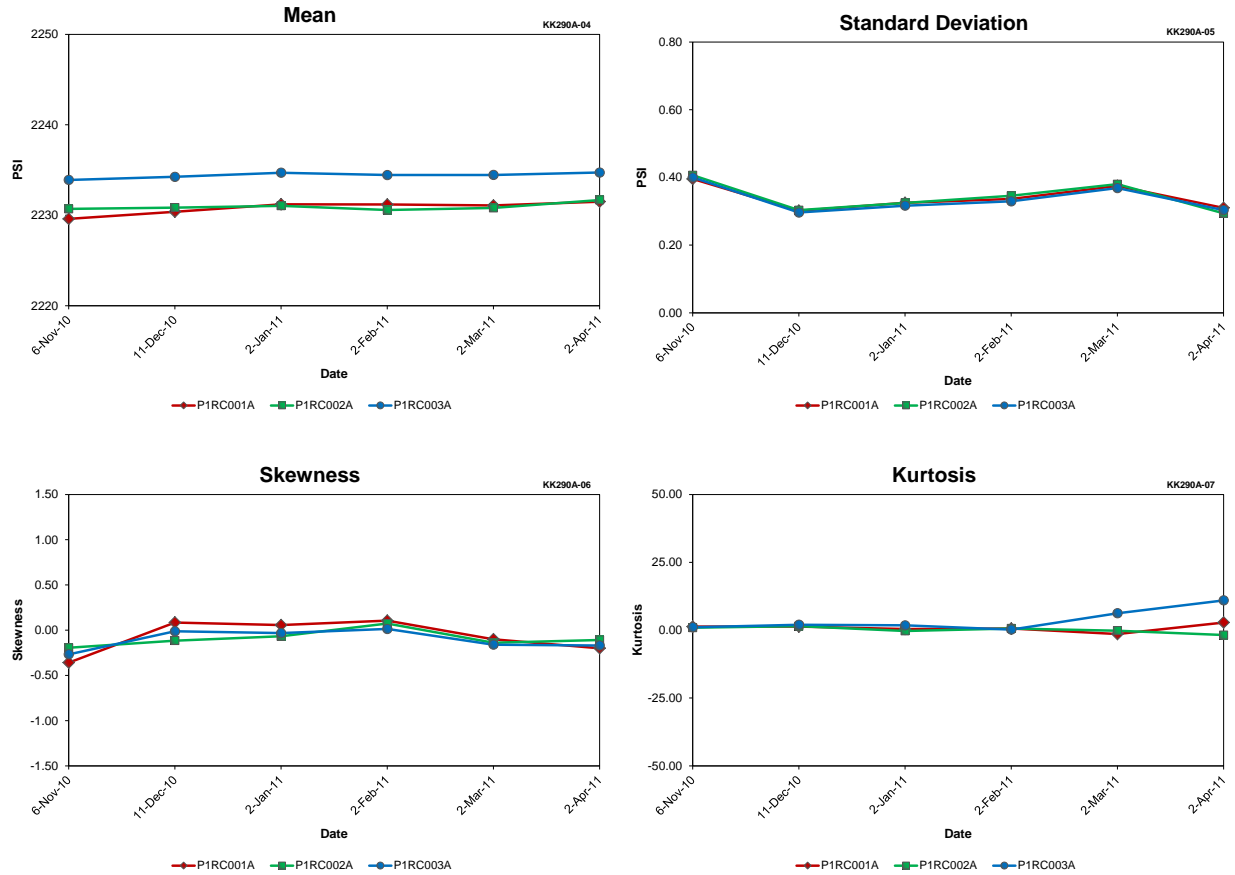 Mean
KK290A-04
2250
2240
2230
2220
PSI
6-Nov-10
11-Dec-10
2-Jan-11
2-Feb-11
2-Mar-11
2-Apr-11
Date
P1RC001A P1RC002A P1RC003A
Standard Deviation
KK290A-05
0.80
0.60
0.40
0.20
0.00
PSI
6-Nov-10
11-Dec-10
2-Jan-11
2-Feb-11
2-Mar-11
2-Apr-11
Date
P1RC001A P1RC002A P1RC003A
Skewness
KK290A-06
1.50
1.00
0.50
0.00
-0.50
-1.00
-1.50
Skewness
6-Nov-10
11-Dec-10
2-Jan-11
2-Feb-11
2-Mar-11
2-Apr-11
Date
P1RC001A P1RC002A P1RC003A
Kurtosis
KK290A-07
50.00
25.00
0.00
-25.00
-50.00
Kurtosis
6-Nov-10
11-Dec-10
2-Jan-11
2-Feb-11
2-Mar-11
2-Apr-11
Date
P1RC001A P1RC002A P1RC003A